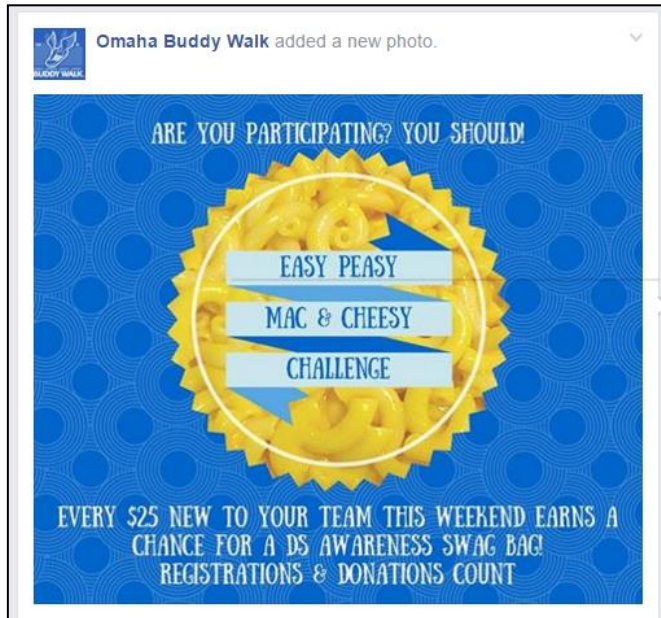 Omaha Buddy Walk added a new photo.
BUDDY WALK
ARE YOU PARTICIPATING? YOU SHOULD!
EASY PEASY
MAC & CHEESY
CHALLENGE
EVERY $25 NEW TO YOUR TEAM THIS WEEKEND EARNS A
CHANCE FOR A DS AWARENESS SWAG BAG!
REGISTRATIONS & DONATIONS COUNT